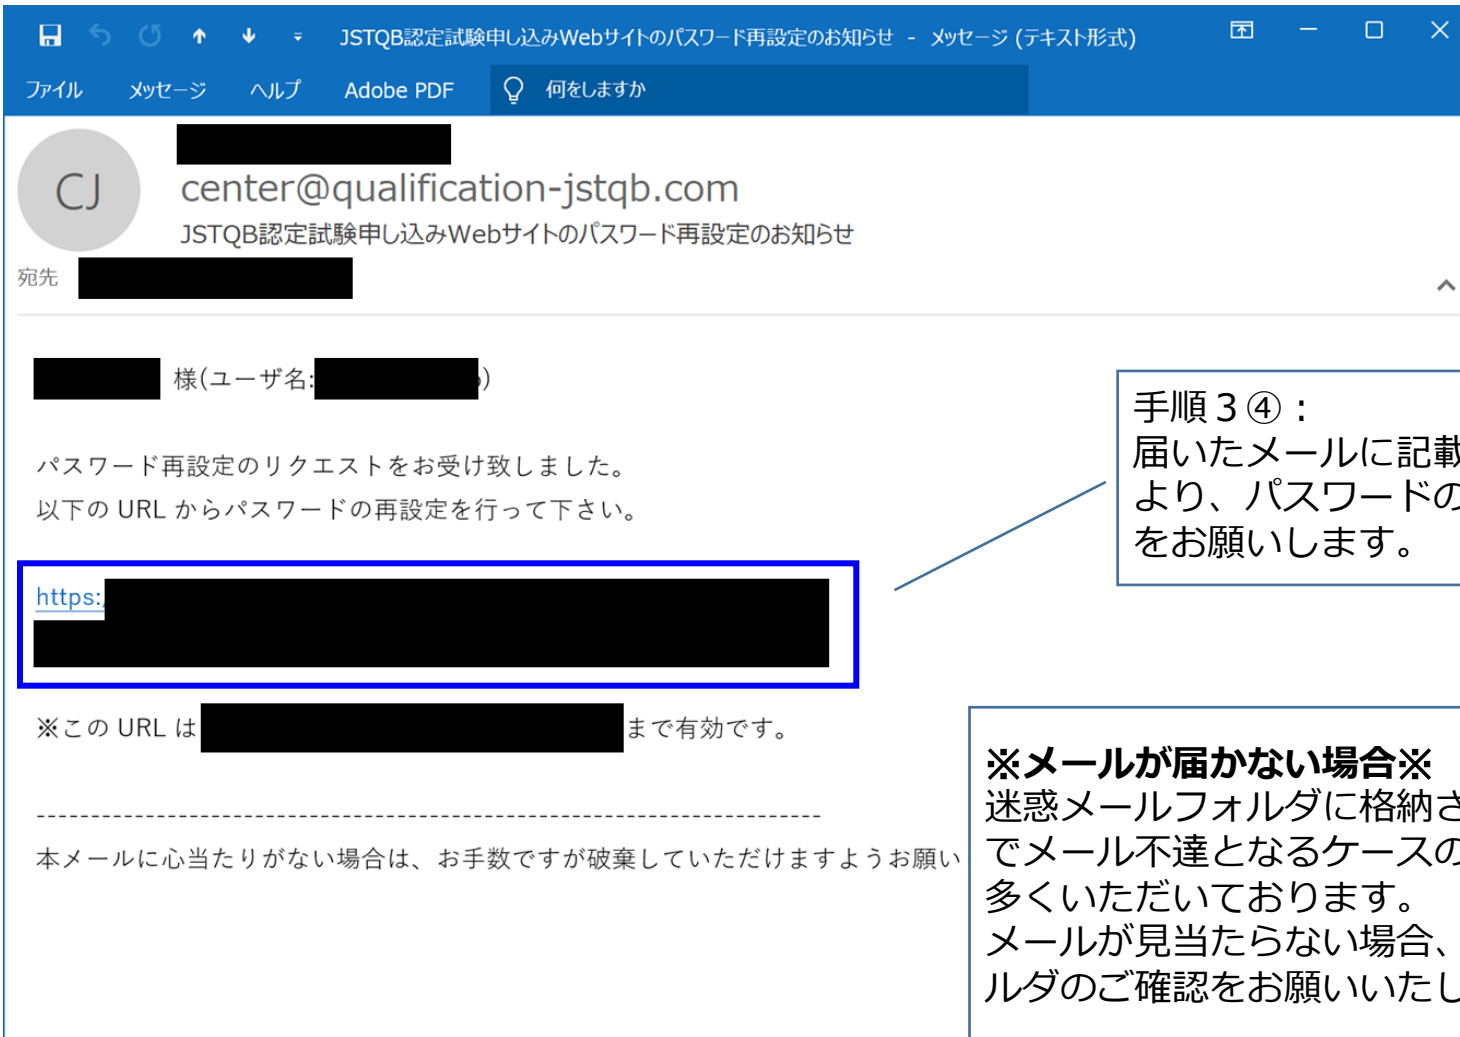 JSTQB認定試験申し込みWebサイトのパスワード再設定のお知らせ - メッセージ (テキスト形式)
ファイル メッセージ ヘルプ Adobe PDF 何をしますか
CJ
center@qualification-jstqb.com
JSTQB認定試験申し込みWebサイトのパスワード再設定のお知らせ
宛先
様(ユーザ名: )
パスワード再設定のリクエストをお受け致しました。
以下の URL からパスワードの再設定を行って下さい。
https:
※この URL は まで有効です。
------------------------------------------------------------------------
本メールに心当たりがない場合は、お手数ですが破棄していただけますようお願い
手順３④：
届いたメールに記載
より、パスワードの
をお願いします。
※メールが届かない場合※
迷惑メールフォルダに格納さ
でメール不達となるケースの
多くいただいております。
メールが見当たらない場合、
ルダのご確認をお願いいたし